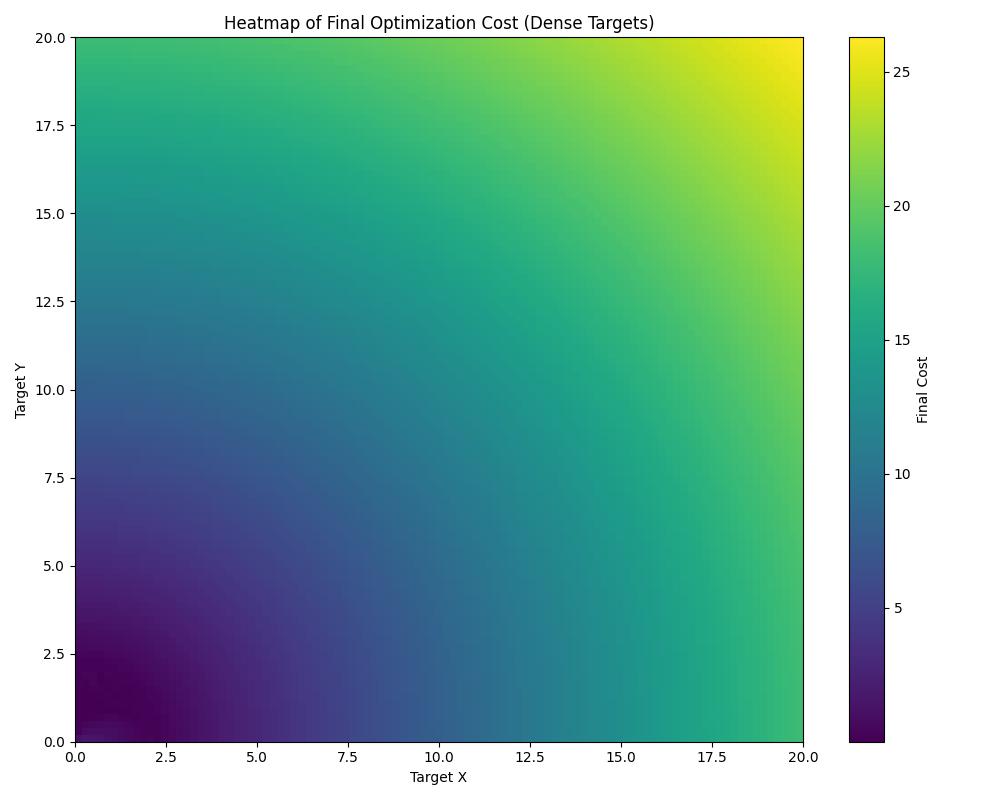 Heatmap of Final Optimization Cost (Dense Targets)
20.0
17.5
15.0
12.5
10.0
7.5
5.0
2.5
0.0
Target Y
0.0 2.5 5.0 7.5 10.0 12.5 15.0 17.5 20.0
Target X
25
20
15
10
5
Final Cost